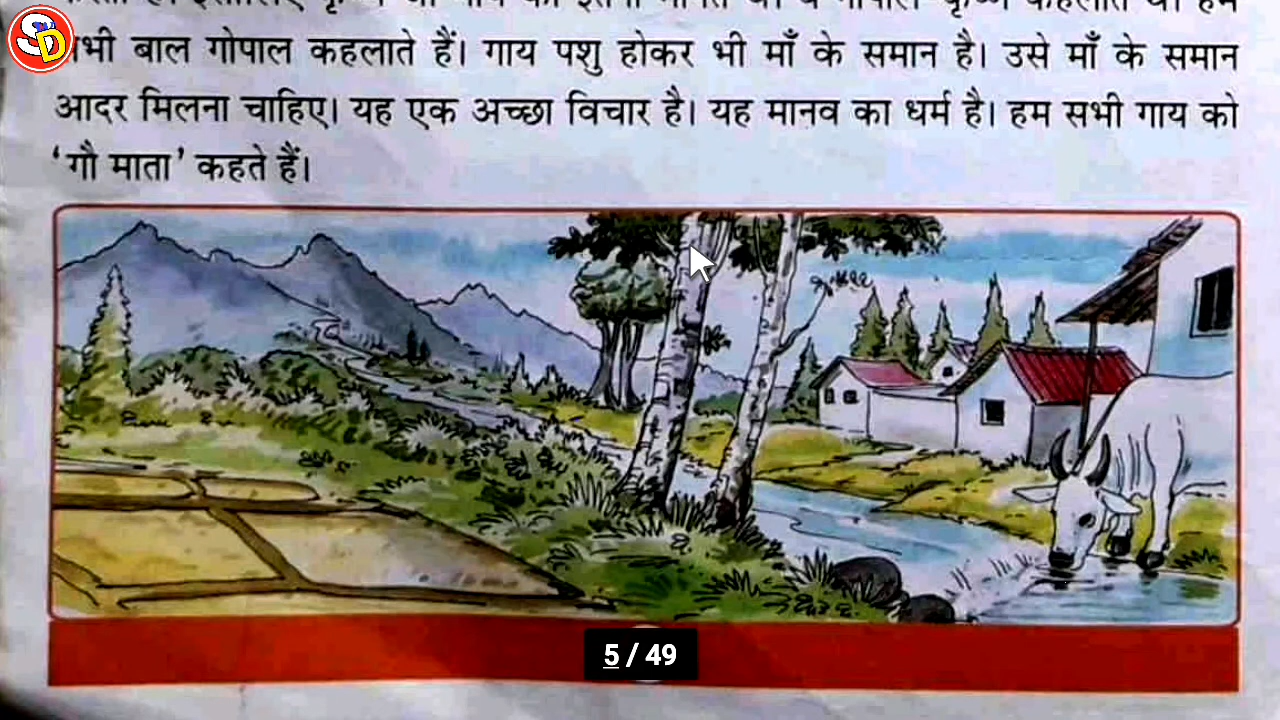 बाल गोपाल कहलाते हैं। गाय पशु होकर भी माँ के समान है। उसे माँ के समान
आदर मिलना चाहिए। यह एक अच्छा विचार है। यह मानव का धर्म है। हम सभी गाय को
‘गौ माता’ कहते हैं।
5 / 49